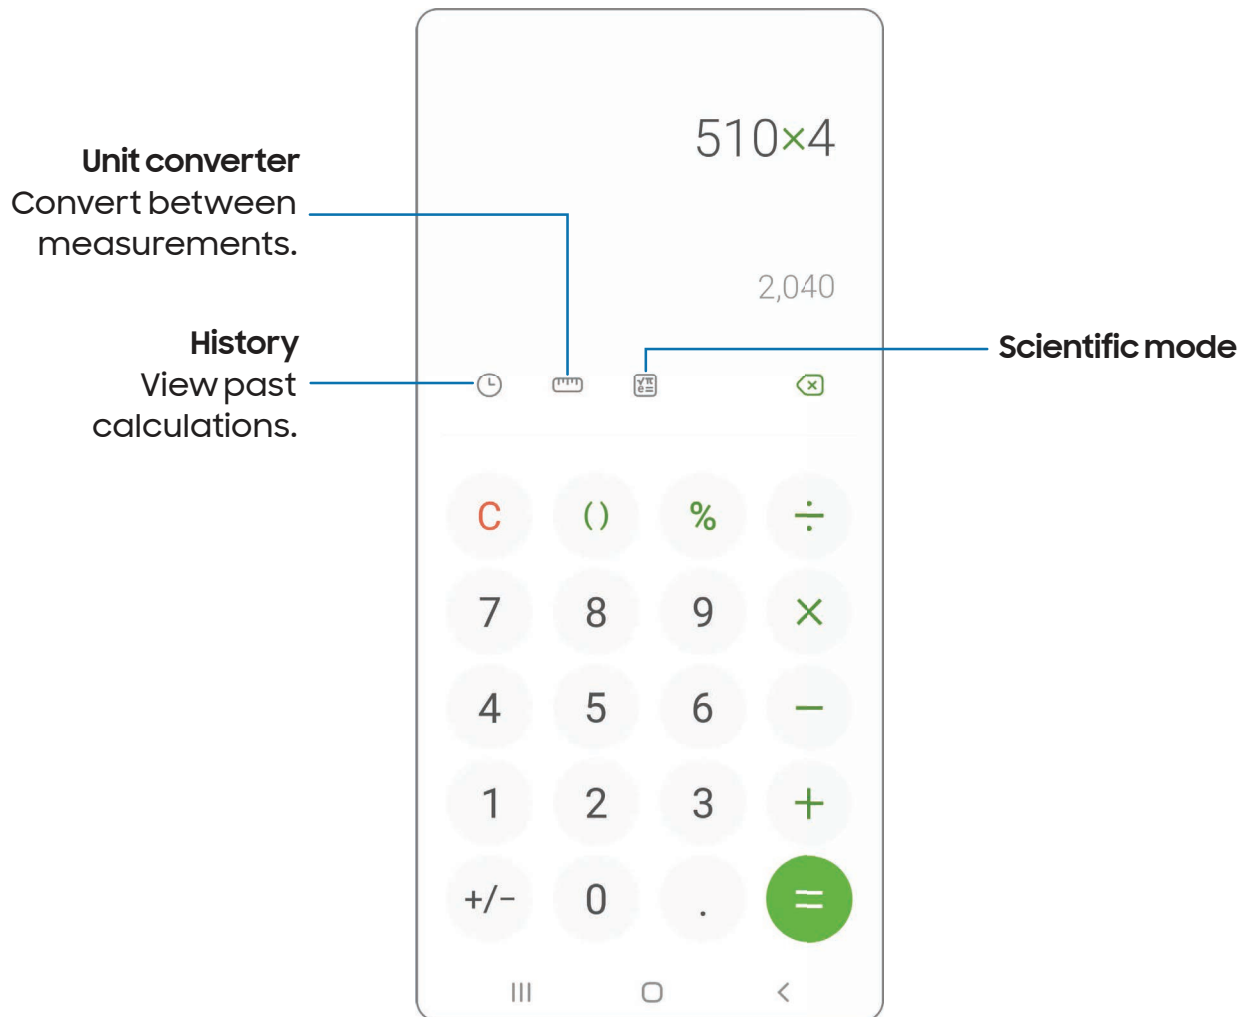 510×4
Unit converter
Convert between
measurements.
2,040
History
View past
calculations.
Scientific mode
√π
e=
C () % ÷
7 8 9 ×
4 5 6 −
1 2 3 +
+/− 0 . =